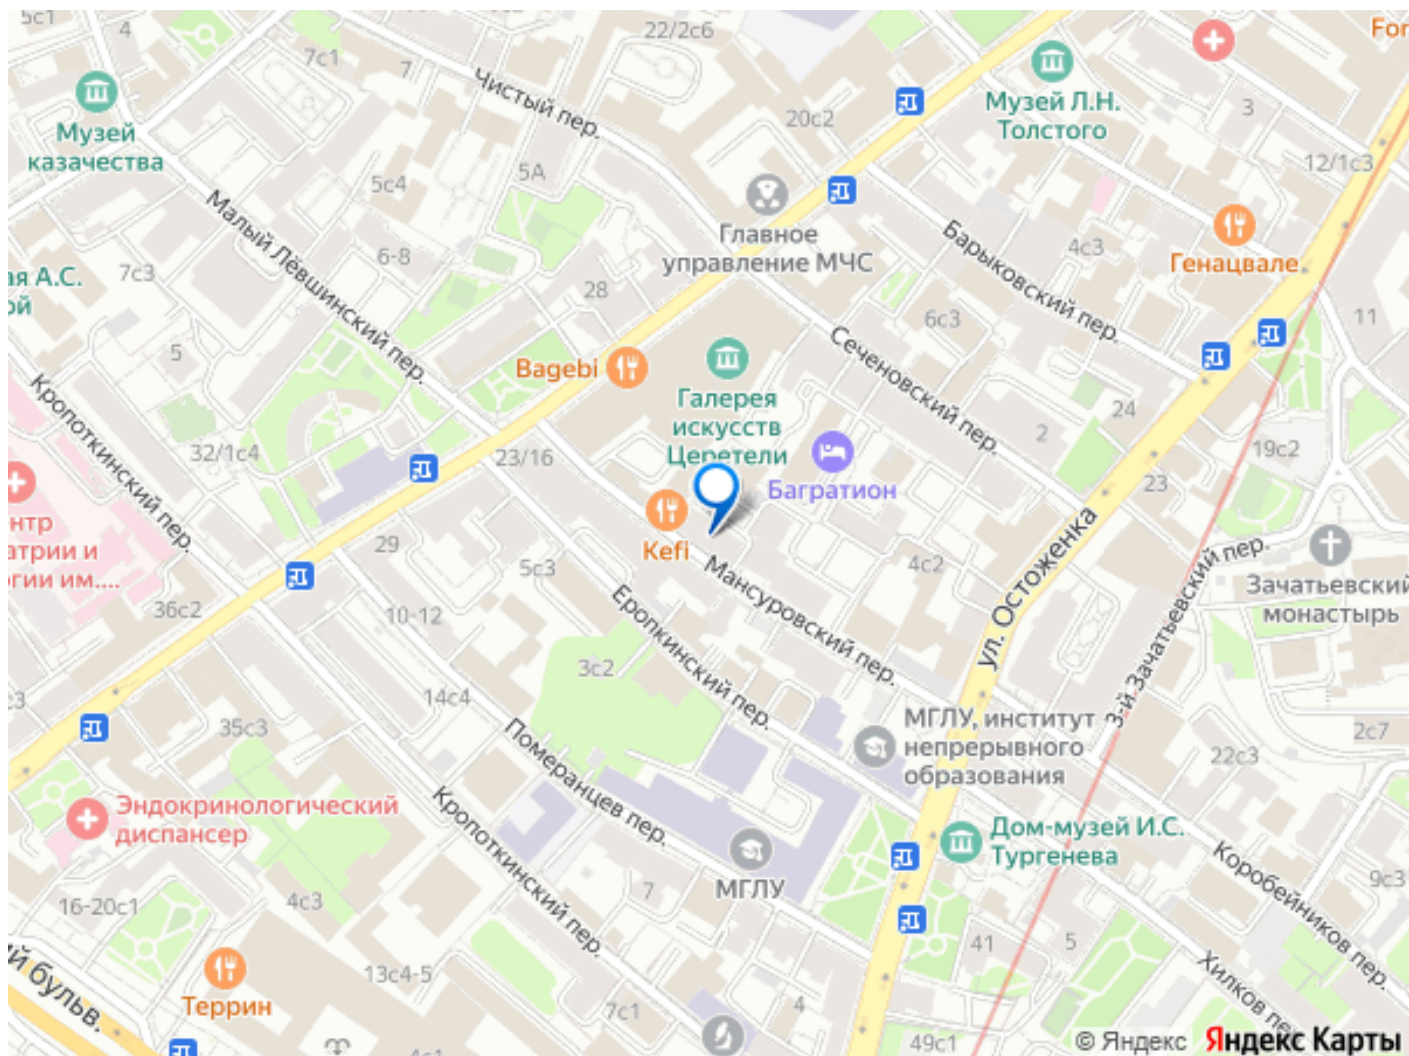 5с1
4
7с1
7
22/2с6
Чистый пер.
20с2
Музей Л.Н.
Толстого
3
12/1с3
Музей
казачества
5с4
5А
Малый Лёвшинский пер.
6-8
7с3
28
Главное
управление МЧС
Барыковский пер.
4с3
Генацвале
6с3
11
5
Bagebi
Галерея
искусств
Церетели
Сеченовский пер.
24
2
19с2
Кропоткинский пер.
32/1с4
23/16
Багратион
23
Kefi
29
5с3
4с2
Мансуровский пер.
ул. Остоженка
3-й Зачатьевский пер.
Зачатьевский
монастырь
36с2
10-12
Еропкинский пер.
3с2
14с4
35с3
Померанцев пер.
МГЛУ, институт
непрерывного
образования
22с3
2с7
Эндокринологический
диспансер
Кропоткинский пер.
МГЛУ
Дом-музей И.С.
Тургенева
Коробейников пер.
9с3
16-20с1
4с3
7
41
5
Хилков пер.
Террин
13с4-5
7с1
4
49с1
© Яндекс Яндекс Карты